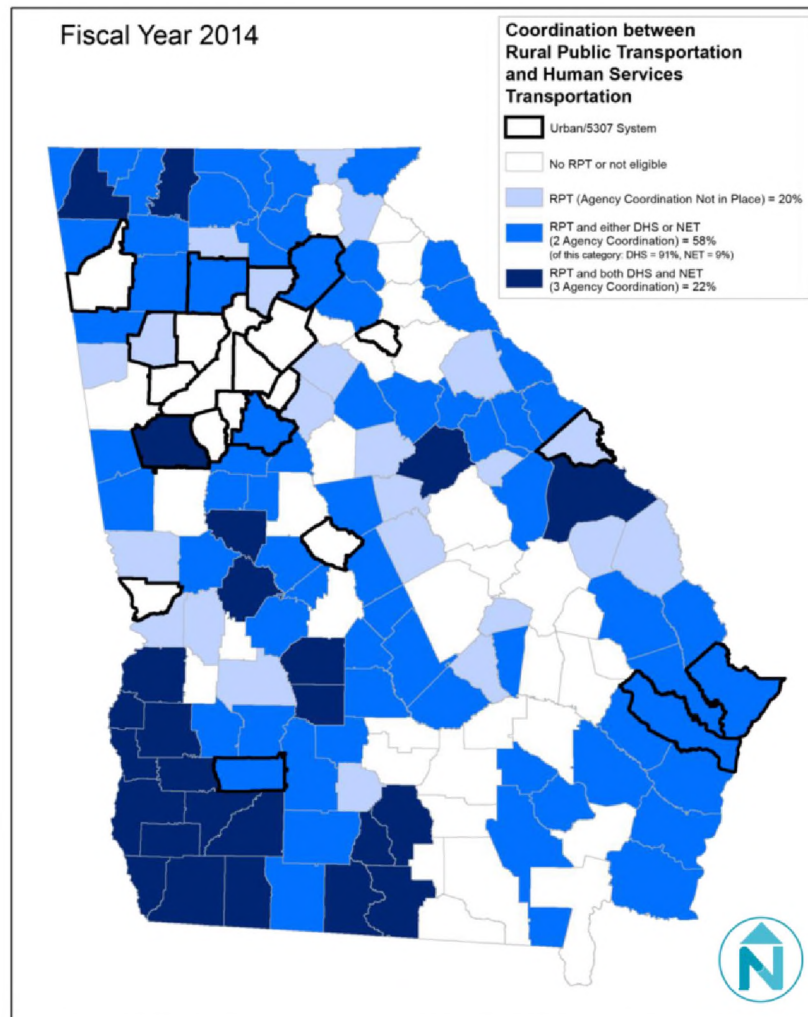 Fiscal Year 2014
Coordination between
Rural Public Transportation
and Human Services
Transportation
Urban/5307 System
No RPT or not eligible
RPT (Agency Coordination Not in Place) = 20%
RPT and either DHS or NET
(2 Agency Coordination) = 58%
(of this category: DHS = 91%, NET = 9%)
RPT and both DHS and NET
(3 Agency Coordination) = 22%
N